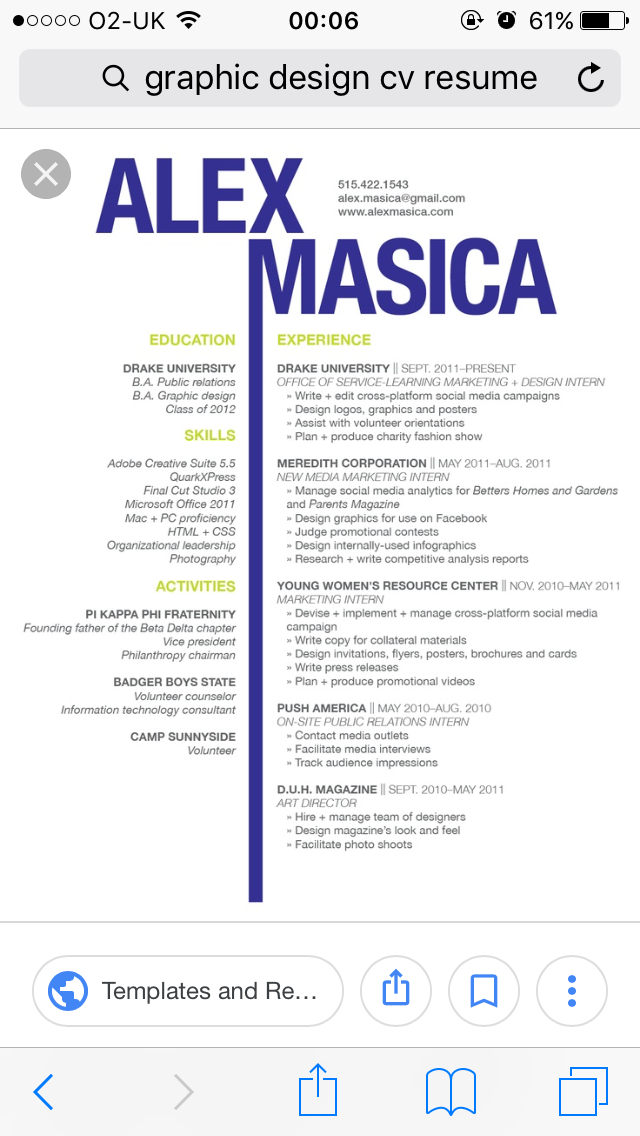 O2-UK 00:06 61%
graphic design cv resume
ALEX
515.422.1543
alex.masica@gmail.com
www.alexmasica.com
MASICA
EDUCATION
DRAKE UNIVERSITY
B.A. Public relations
B.A. Graphic design
Class of 2012
SKILLS
Adobe Creative Suite 5.5
QuarkXPress
Final Cut Studio 3
Microsoft Office 2011
Mac + PC proficiency
HTML + CSS
Organizational leadership
Photography
ACTIVITIES
PI KAPPA PHI FRATERNITY
Founding father of the Beta Delta chapter
Vice president
Philanthropy chairman
BADGER BOYS STATE
Volunteer counselor
Information technology consultant
CAMP SUNNYSIDE
Volunteer
EXPERIENCE
DRAKE UNIVERSITY || SEPT. 2011–PRESENT
OFFICE OF SERVICE-LEARNING MARKETING + DESIGN INTERN
» Write + edit cross-platform social media campaigns
» Design logos, graphics and posters
» Assist with volunteer orientations
» Plan + produce charity fashion show
MEREDITH CORPORATION || MAY 2011–AUG. 2011
NEW MEDIA MARKETING INTERN
» Manage social media analytics for Betters Homes and Gardens
and Parents Magazine
» Design graphics for use on Facebook
» Judge promotional contests
» Design internally-used infographics
» Research + write competitive analysis reports
YOUNG WOMEN'S RESOURCE CENTER || NOV. 2010–MAY 2011
MARKETING INTERN
» Devise + implement + manage cross-platform social media
campaign
» Write copy for collateral materials
» Design invitations, flyers, posters, brochures and cards
» Write press releases
» Plan + produce promotional videos
PUSH AMERICA || MAY 2010–AUG. 2010
ON-SITE PUBLIC RELATIONS INTERN
» Contact media outlets
» Facilitate media interviews
» Track audience impressions
D.U.H. MAGAZINE || SEPT. 2010–MAY 2011
ART DIRECTOR
» Hire + manage team of designers
» Design magazine's look and feel
» Facilitate photo shoots
Templates and Re...